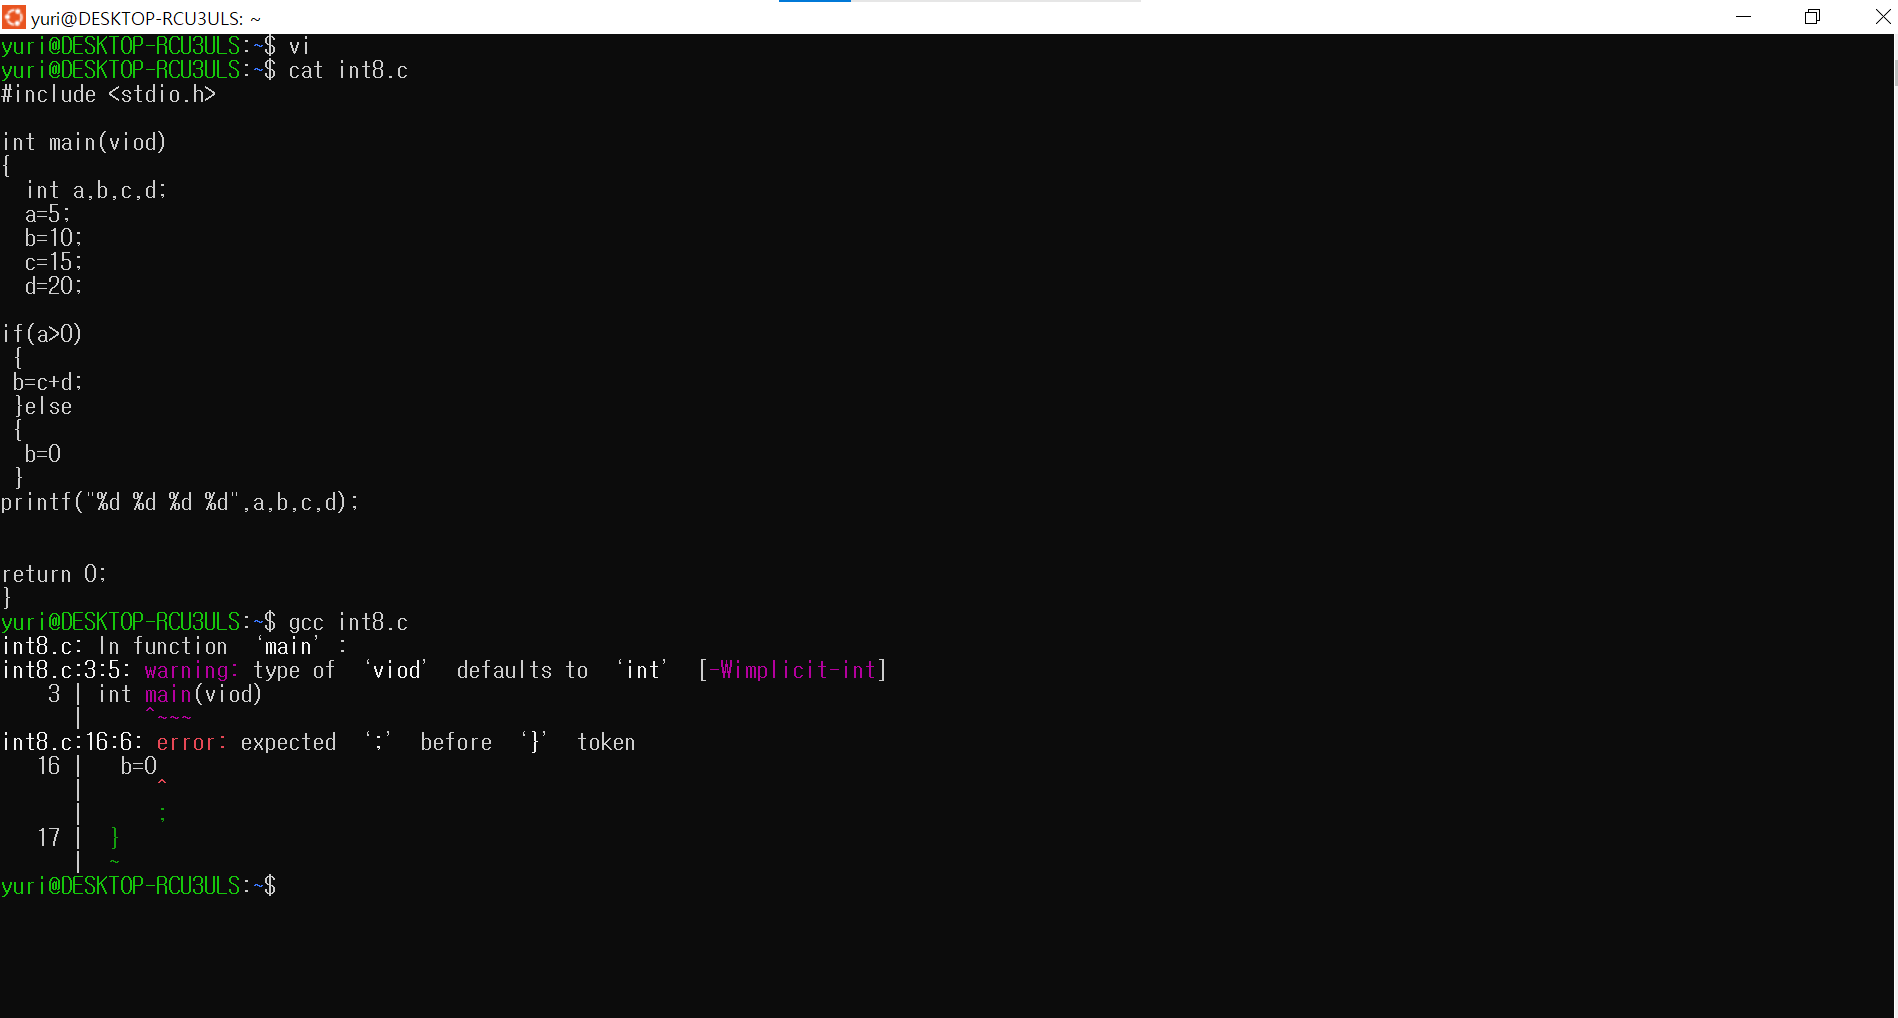 yuri@DESKTOP-RCU3ULS: ~
yuri@DESKTOP-RCU3ULS:~$ vi
yuri@DESKTOP-RCU3ULS:~$ cat int8.c
#include <stdio.h>
int main(viod)
{
  int a,b,c,d;
  a=5;
  b=10;
  c=15;
  d=20;
if(a>0)
 {
 b=c+d;
 }else
 {
  b=0
 }
printf("%d %d %d %d",a,b,c,d);
return 0;
}
yuri@DESKTOP-RCU3ULS:~$ gcc int8.c
int8.c: In function ‘main’ :
int8.c:3:5: warning: type of ‘viod’ defaults to ‘int’ [-Wimplicit-int]
    3 | int main(viod)
      |     ^~~~
int8.c:16:6: error: expected ‘;’ before ‘}’ token
   16 |   b=0
      |      ^
      |      ;
   17 |  }
      |  ~
yuri@DESKTOP-RCU3ULS:~$